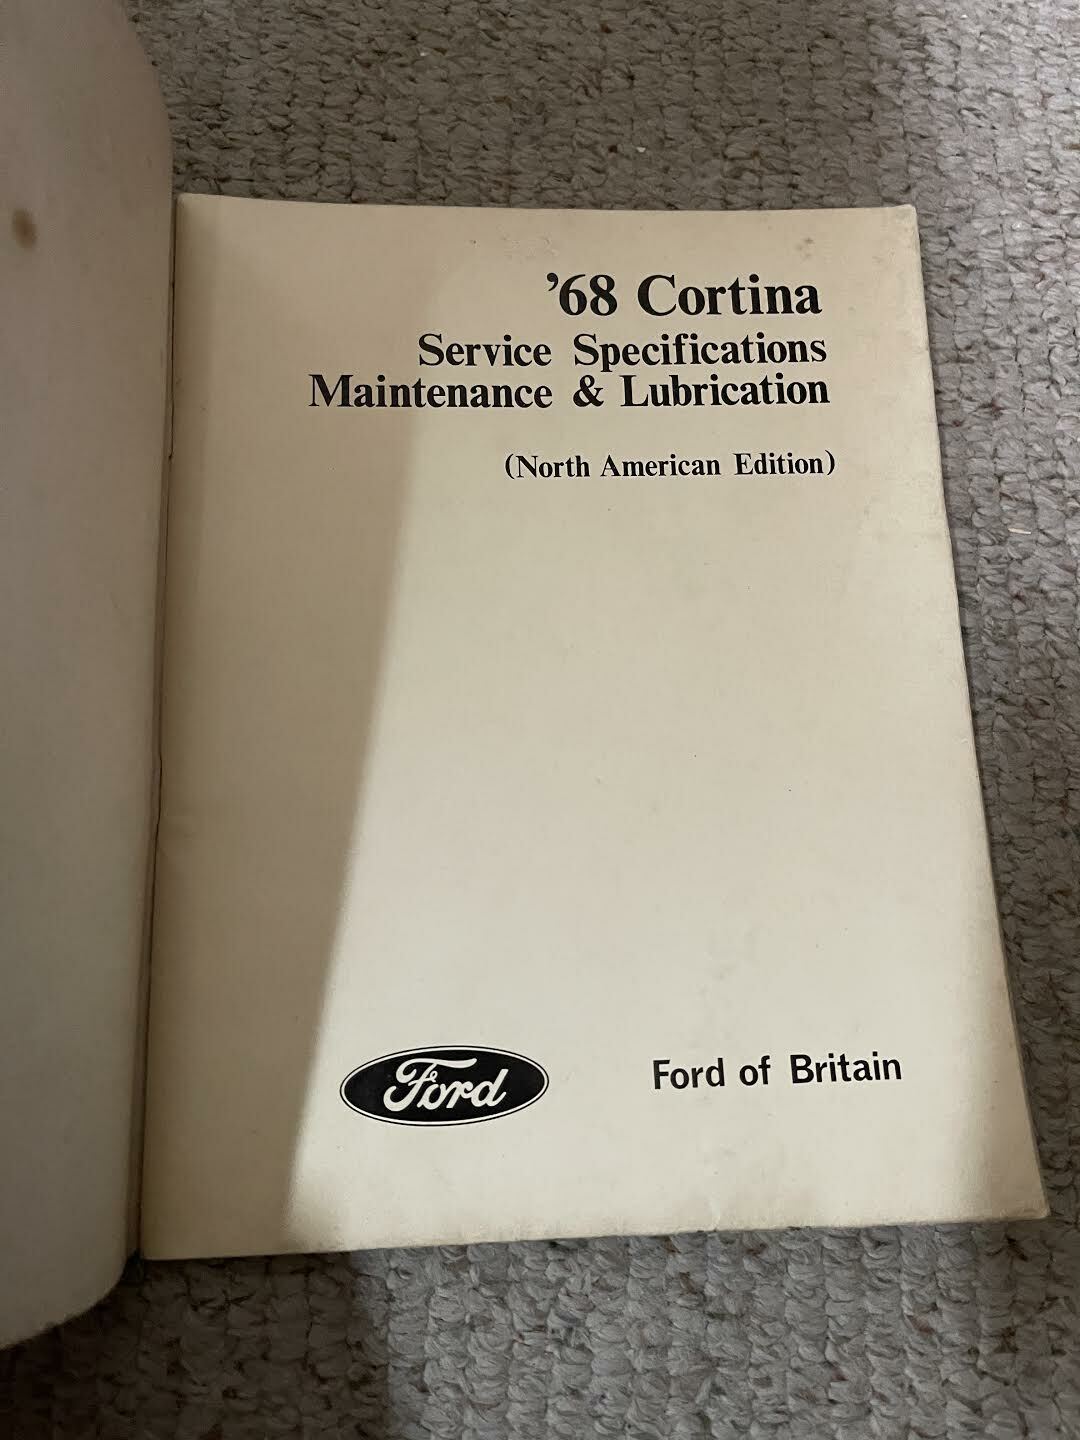 ’68 Cortina
Service Specifications
Maintenance & Lubrication
(North American Edition)
Ford
Ford of Britain